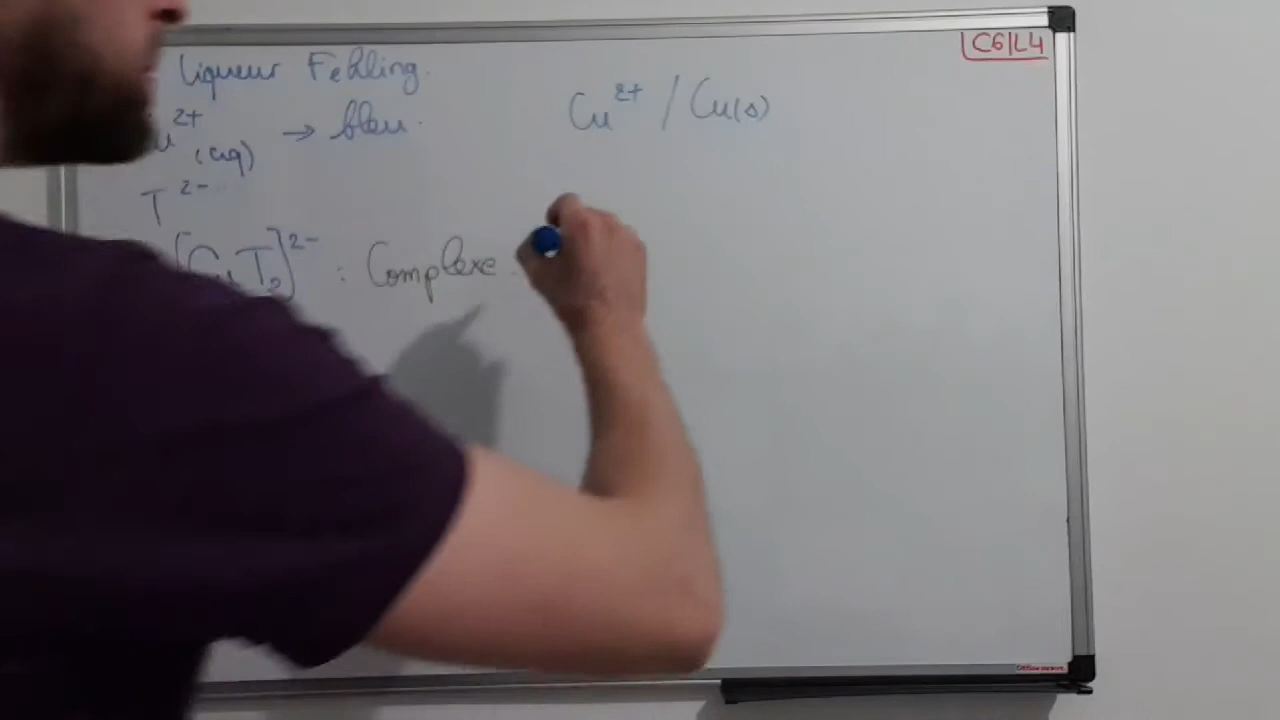 C6/L4
Liqueur Fehling.
Cu²⁺ / Cu(s)
2+ (aq) → bleu.
T²⁻
[CuT₂]²⁻ : Complexe